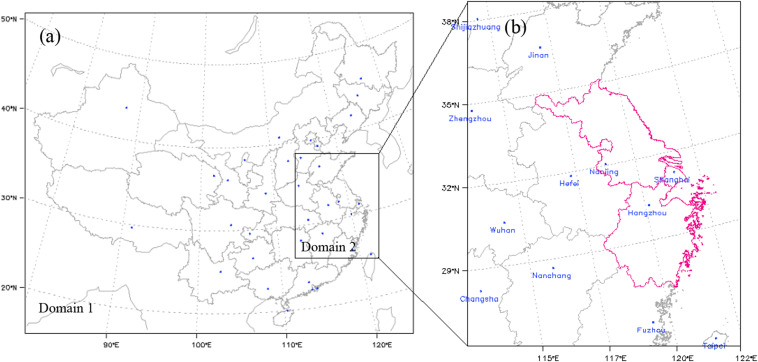 (a)
50°N
40°N
30°N
20°N
90°E
100°E
110°E
120°E
Domain 1
Domain 2
(b)
38°N
35°N
32°N
29°N
115°E
117°E
120°E
122°E
Shijiazhuang
Jinan
Zhengzhou
Hefei
Nanjing
Shanghai
Hangzhou
Wuhan
Nanchang
Changsha
Fuzhou
Taipei